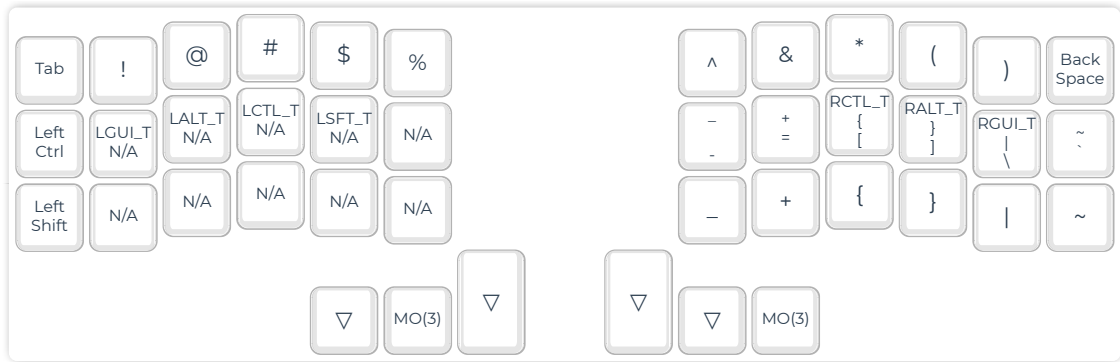 Tab ! @ # $ % ^ & * ( ) Back Space
Left Ctrl LGUI_T N/A LALT_T N/A LCTL_T N/A LSFT_T N/A N/A _ - + = RCTL_T { [ RALT_T } ] RGUI_T | \ ~ `
Left Shift N/A N/A N/A N/A N/A _ + { } | ~
▽ MO(3) ▽ ▽ ▽ MO(3)